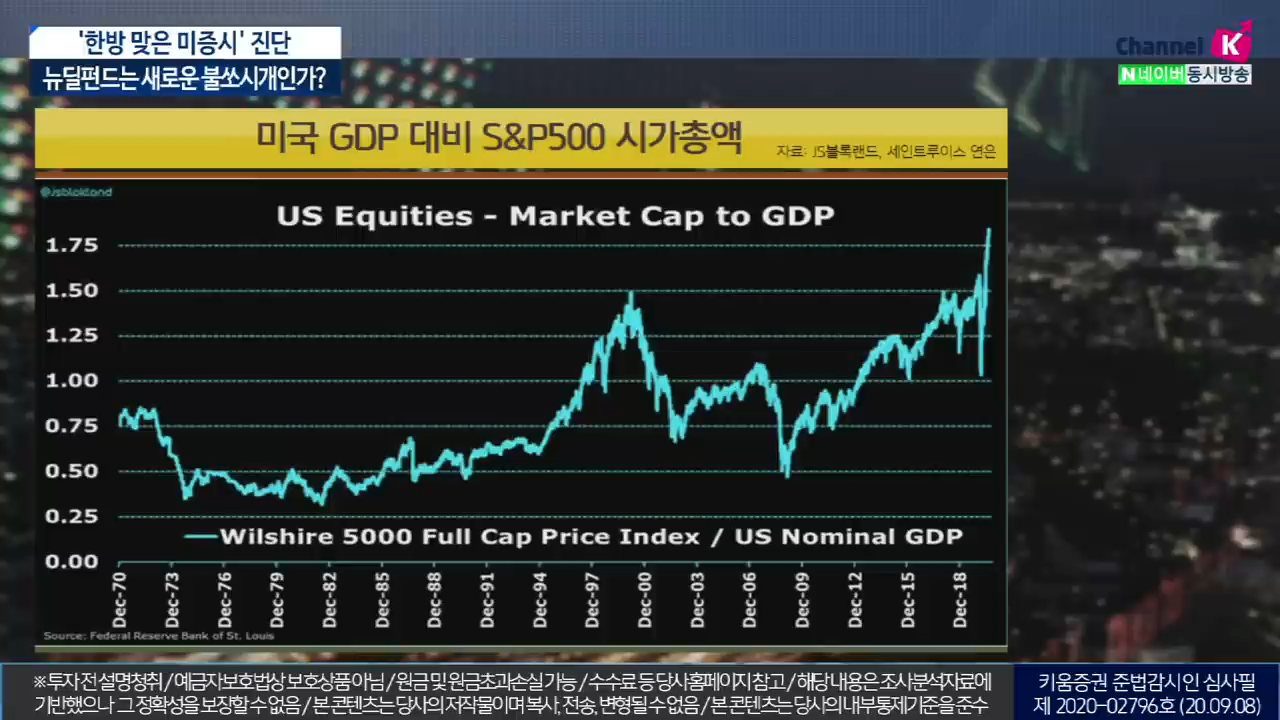 '한방 맞은 미증시' 진단
뉴딜펀드는 새로운 불쏘시개인가?
Channel K
N 네이버 동시방송
미국 GDP 대비 S&P500 시가총액
자료: JS블록랜드, 세인트루이스 연은
@jsblokland
US Equities - Market Cap to GDP
1.75
1.50
1.25
1.00
0.75
0.50
0.25
0.00
Wilshire 5000 Full Cap Price Index / US Nominal GDP
Dec-70 Dec-73 Dec-76 Dec-79 Dec-82 Dec-85 Dec-88 Dec-91 Dec-94 Dec-97 Dec-00 Dec-03 Dec-06 Dec-09 Dec-12 Dec-15 Dec-18
Source: Federal Reserve Bank of St. Louis
※투자 전 설명청취 / 예금자보호법상 보호상품 아님 / 원금 및 원금초과손실 가능 / 수수료 등 당사홈페이지 참고 / 해당 내용은 조사분석자료에
기반했으나 그 정확성을 보장할 수 없음 / 본 콘텐츠는 당사의 저작물이며 복사, 전송, 변형될 수 없음 / 본 콘텐츠는 당사의 내부통제기준을 준수
키움증권 준법감시인 심사필
제 2020-02796호 (20.09.08)